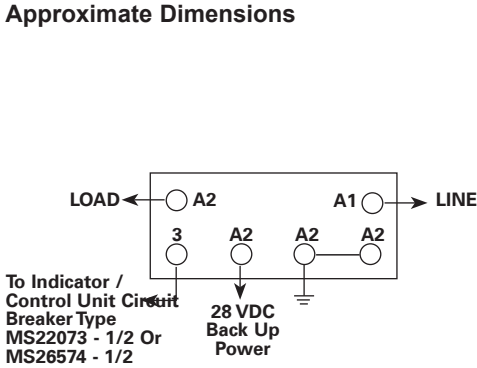 Approximate Dimensions
LOAD A2 A1 LINE
3 A2 A2 A2
To Indicator /
Control Unit Circuit
Breaker Type
MS22073 - 1/2 Or
MS26574 - 1/2
28 VDC
Back Up
Power